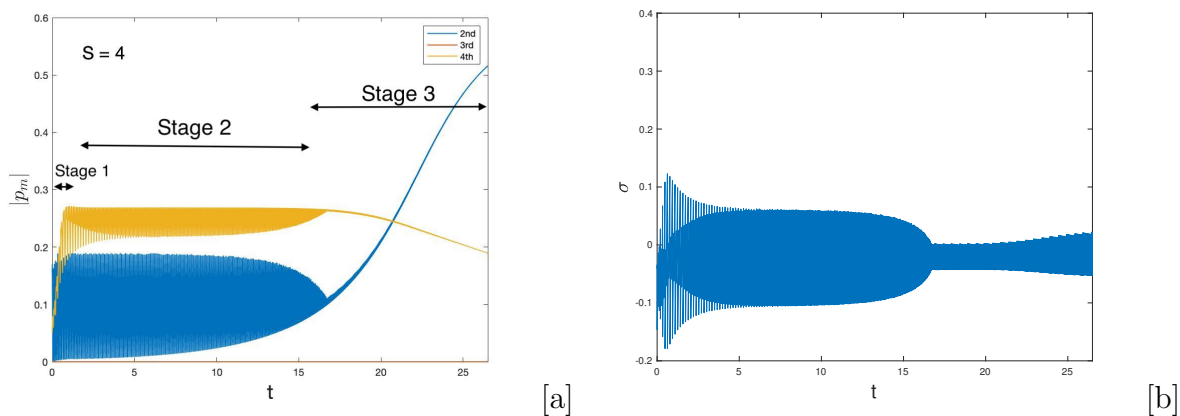 0.6
0.5
0.4
0.3
0.2
0.1
0
|p_m|
S = 4
2nd
3rd
4th
Stage 3
Stage 2
Stage 1
0 5 10 15 20 25
t
[a]
0.4
0.3
0.2
0.1
0
-0.1
-0.2
σ
0 5 10 15 20 25
t
[b]